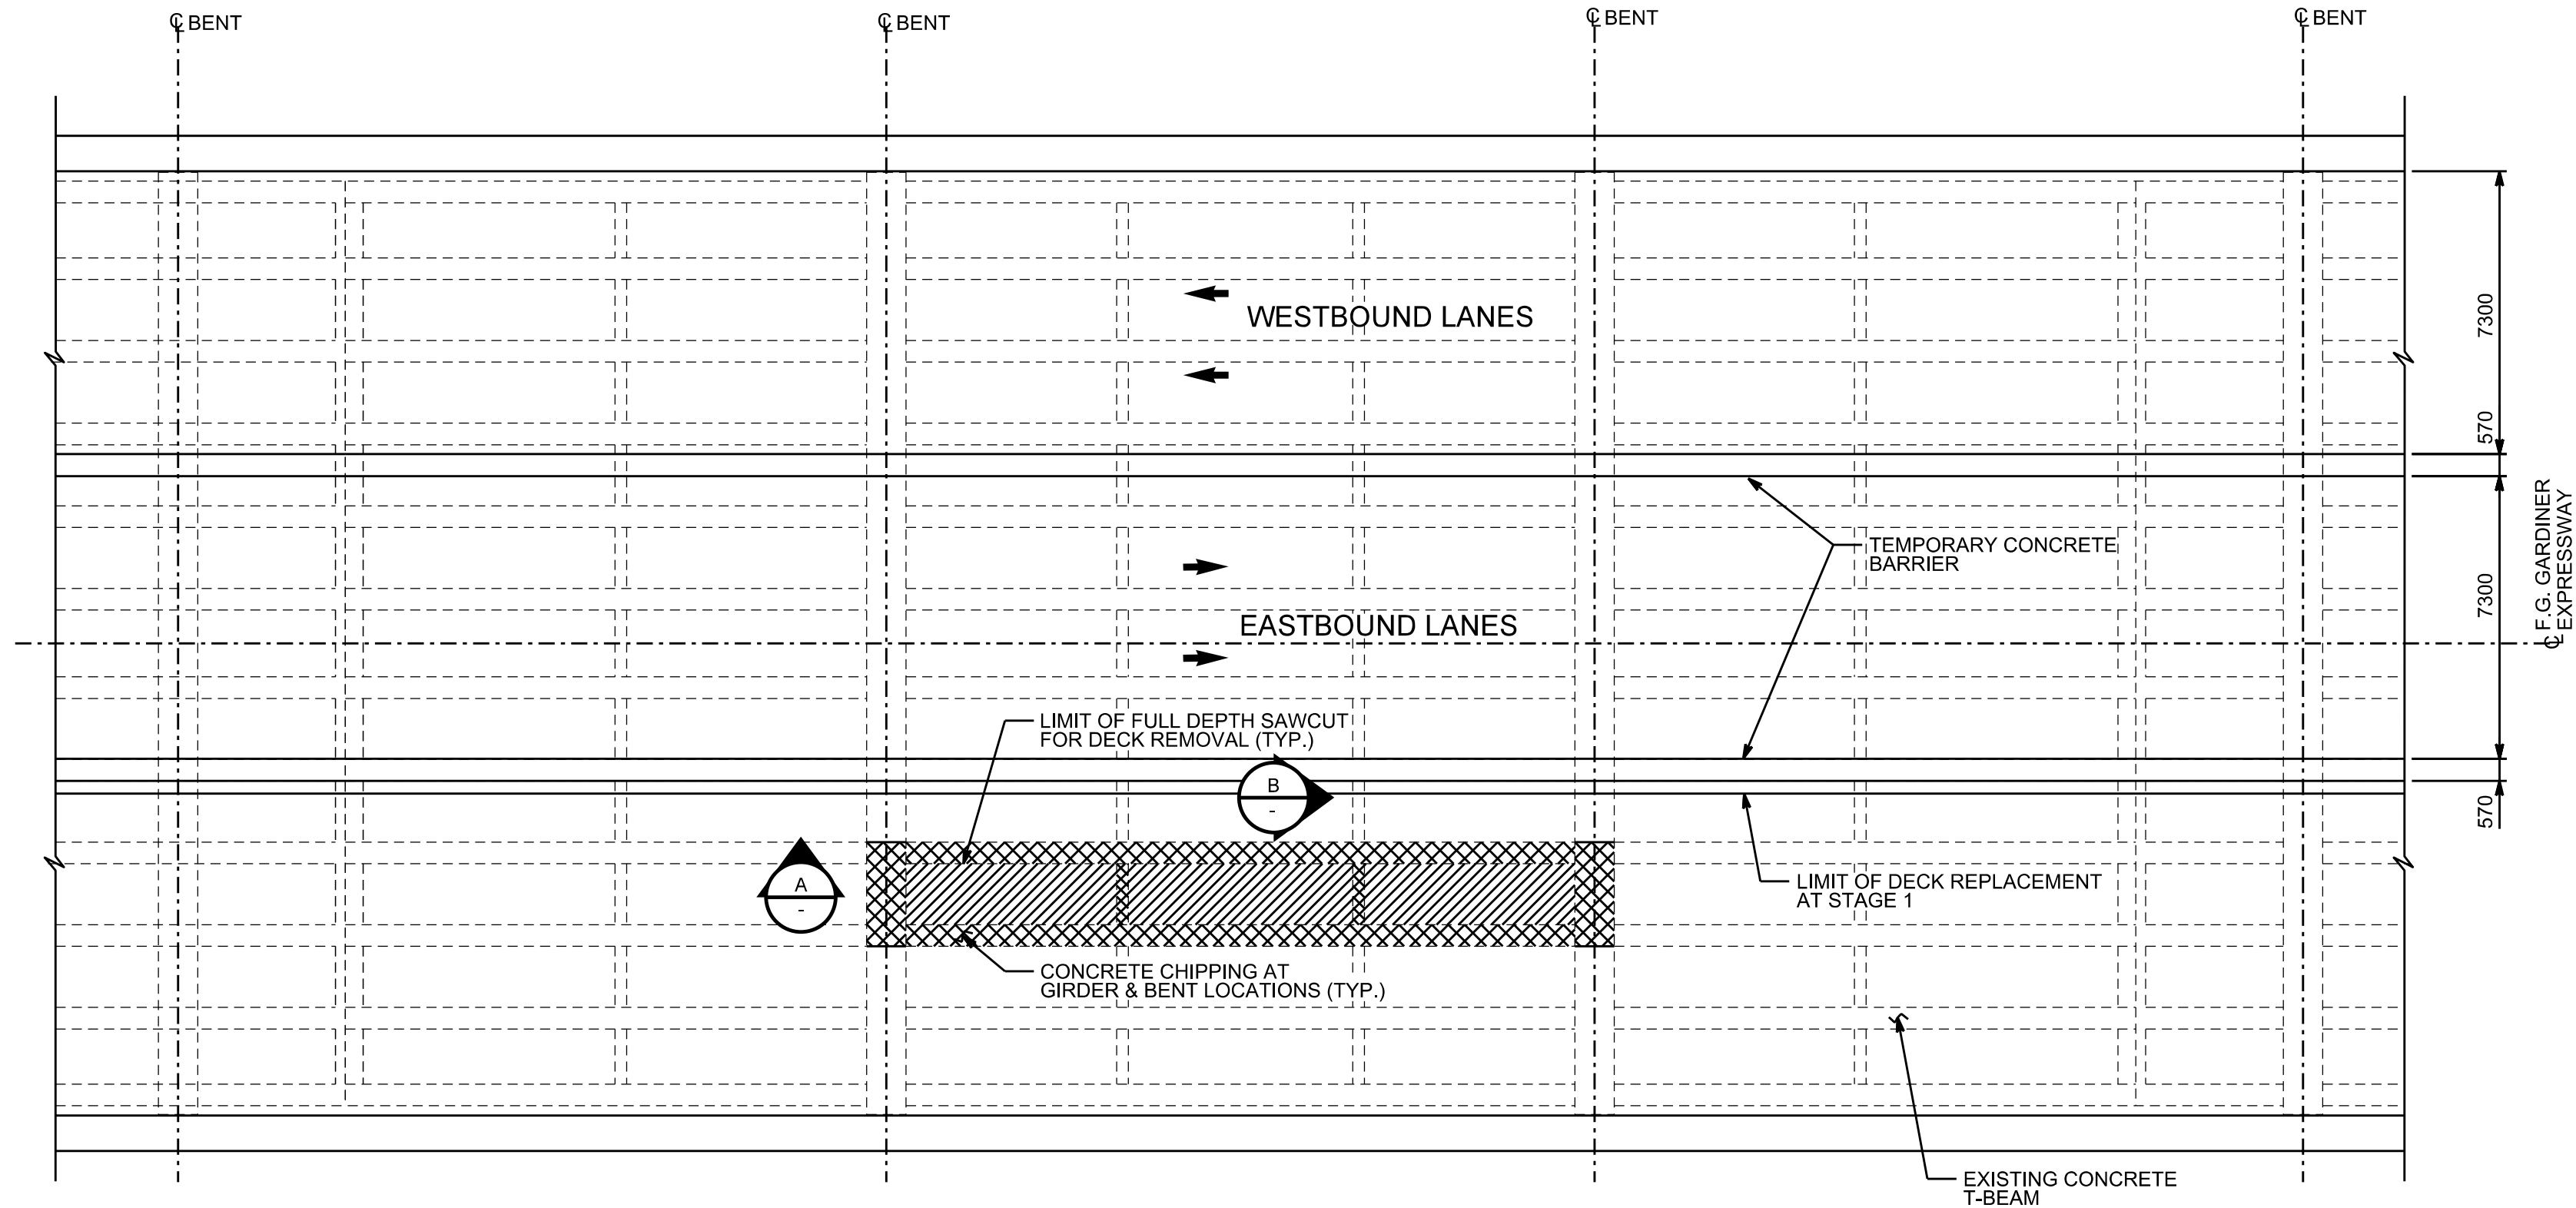 ℄ BENT
℄ BENT
℄ BENT
℄ BENT
WESTBOUND LANES
7300
570
TEMPORARY CONCRETE
BARRIER
EASTBOUND LANES
7300
℄ F.G. GARDINER
EXPRESSWAY
LIMIT OF FULL DEPTH SAWCUT
FOR DECK REMOVAL (TYP.)
B
-
570
A
-
LIMIT OF DECK REPLACEMENT
AT STAGE 1
CONCRETE CHIPPING AT
GIRDER & BENT LOCATIONS (TYP.)
EXISTING CONCRETE
T-BEAM